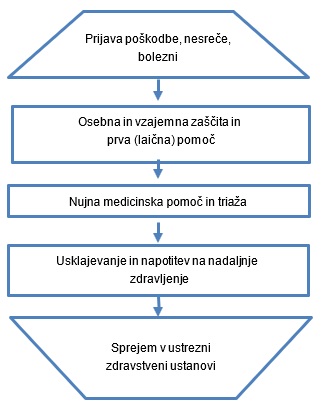 Prijava poškodbe, nesreče,
bolezni
Osebna in vzajemna zaščita in
prva (laična) pomoč
Nujna medicinska pomoč in triaža
Usklajevanje in napotitev na nadaljnje
zdravljenje
Sprejem v ustrezni
zdravstveni ustanovi